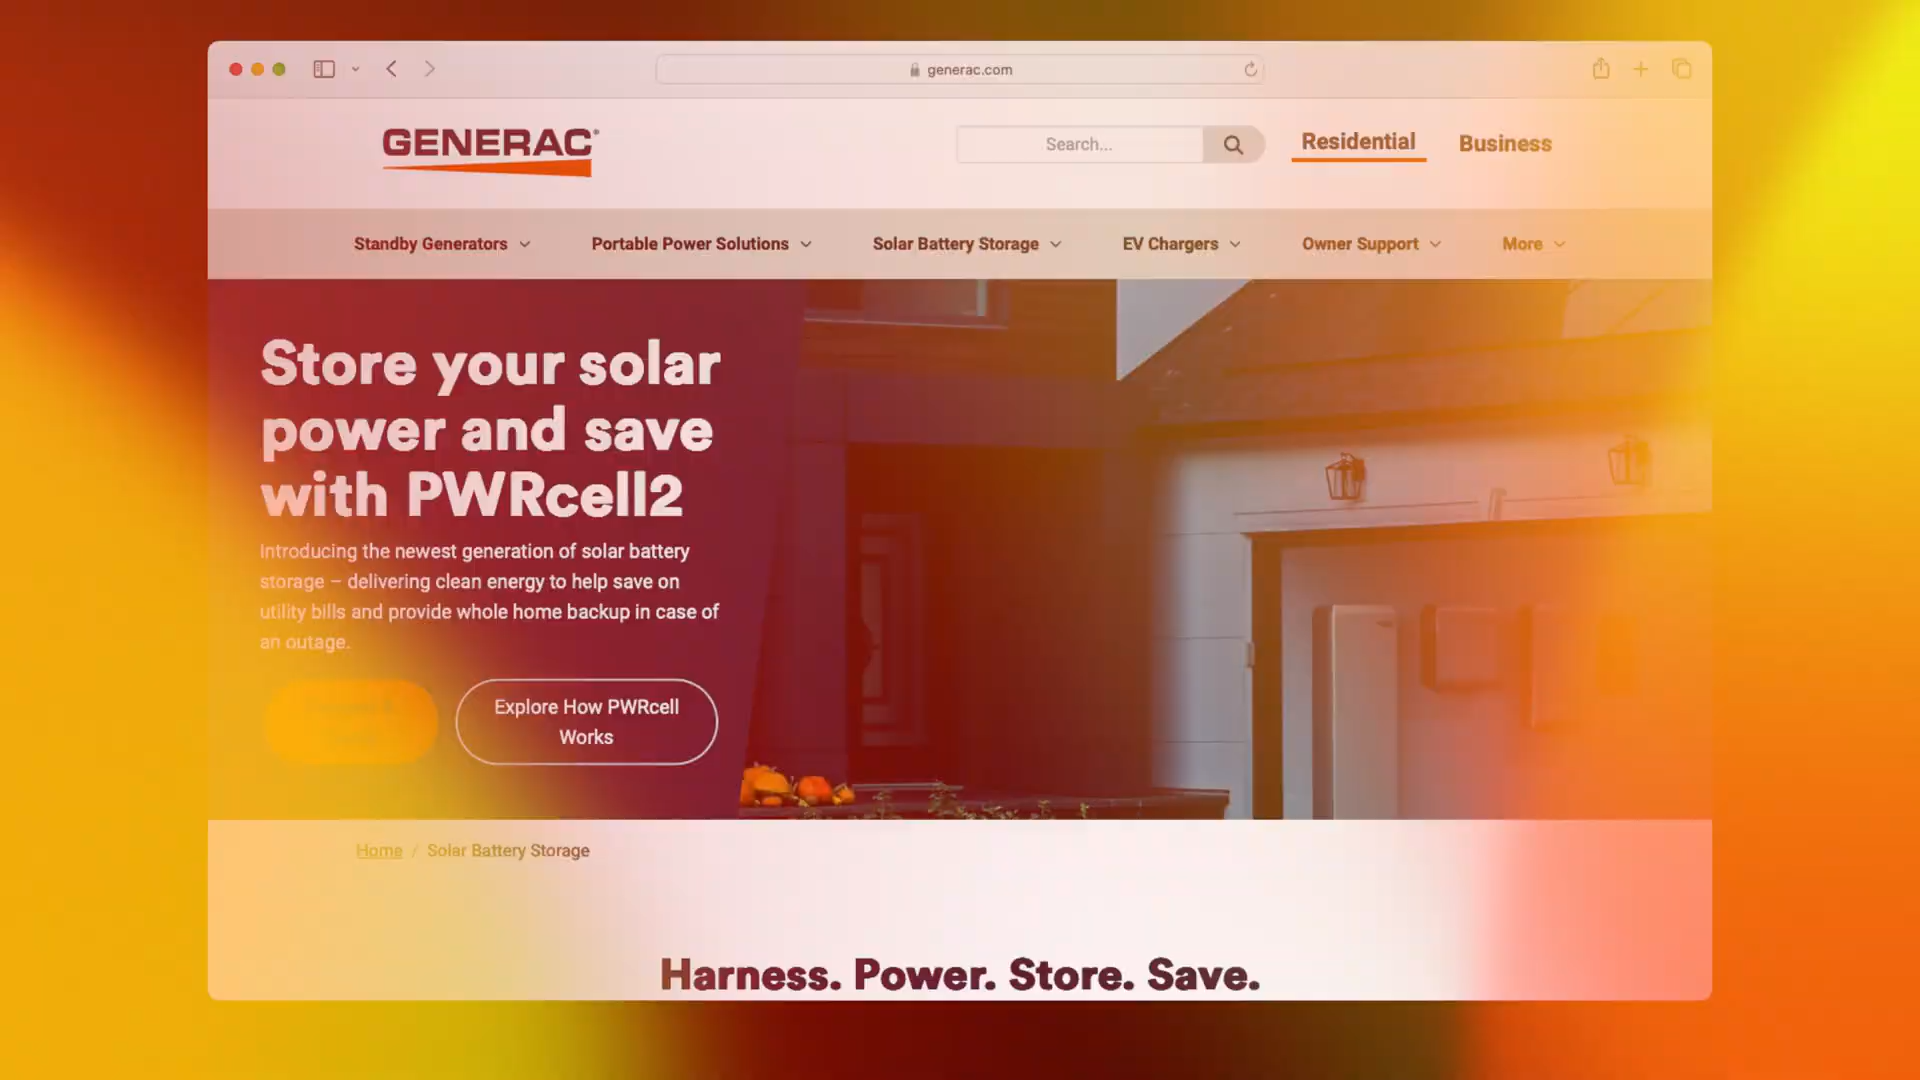 generac.com
GENERAC
Search...
Residential
Business
Standby Generators
Portable Power Solutions
Solar Battery Storage
EV Chargers
Owner Support
More
Store your solar
power and save
with PWRcell2
Introducing the newest generation of solar battery
storage – delivering clean energy to help save on
utility bills and provide whole home backup in case of
an outage.
Explore How PWRcell
Works
Home / Solar Battery Storage
Harness. Power. Store. Save.